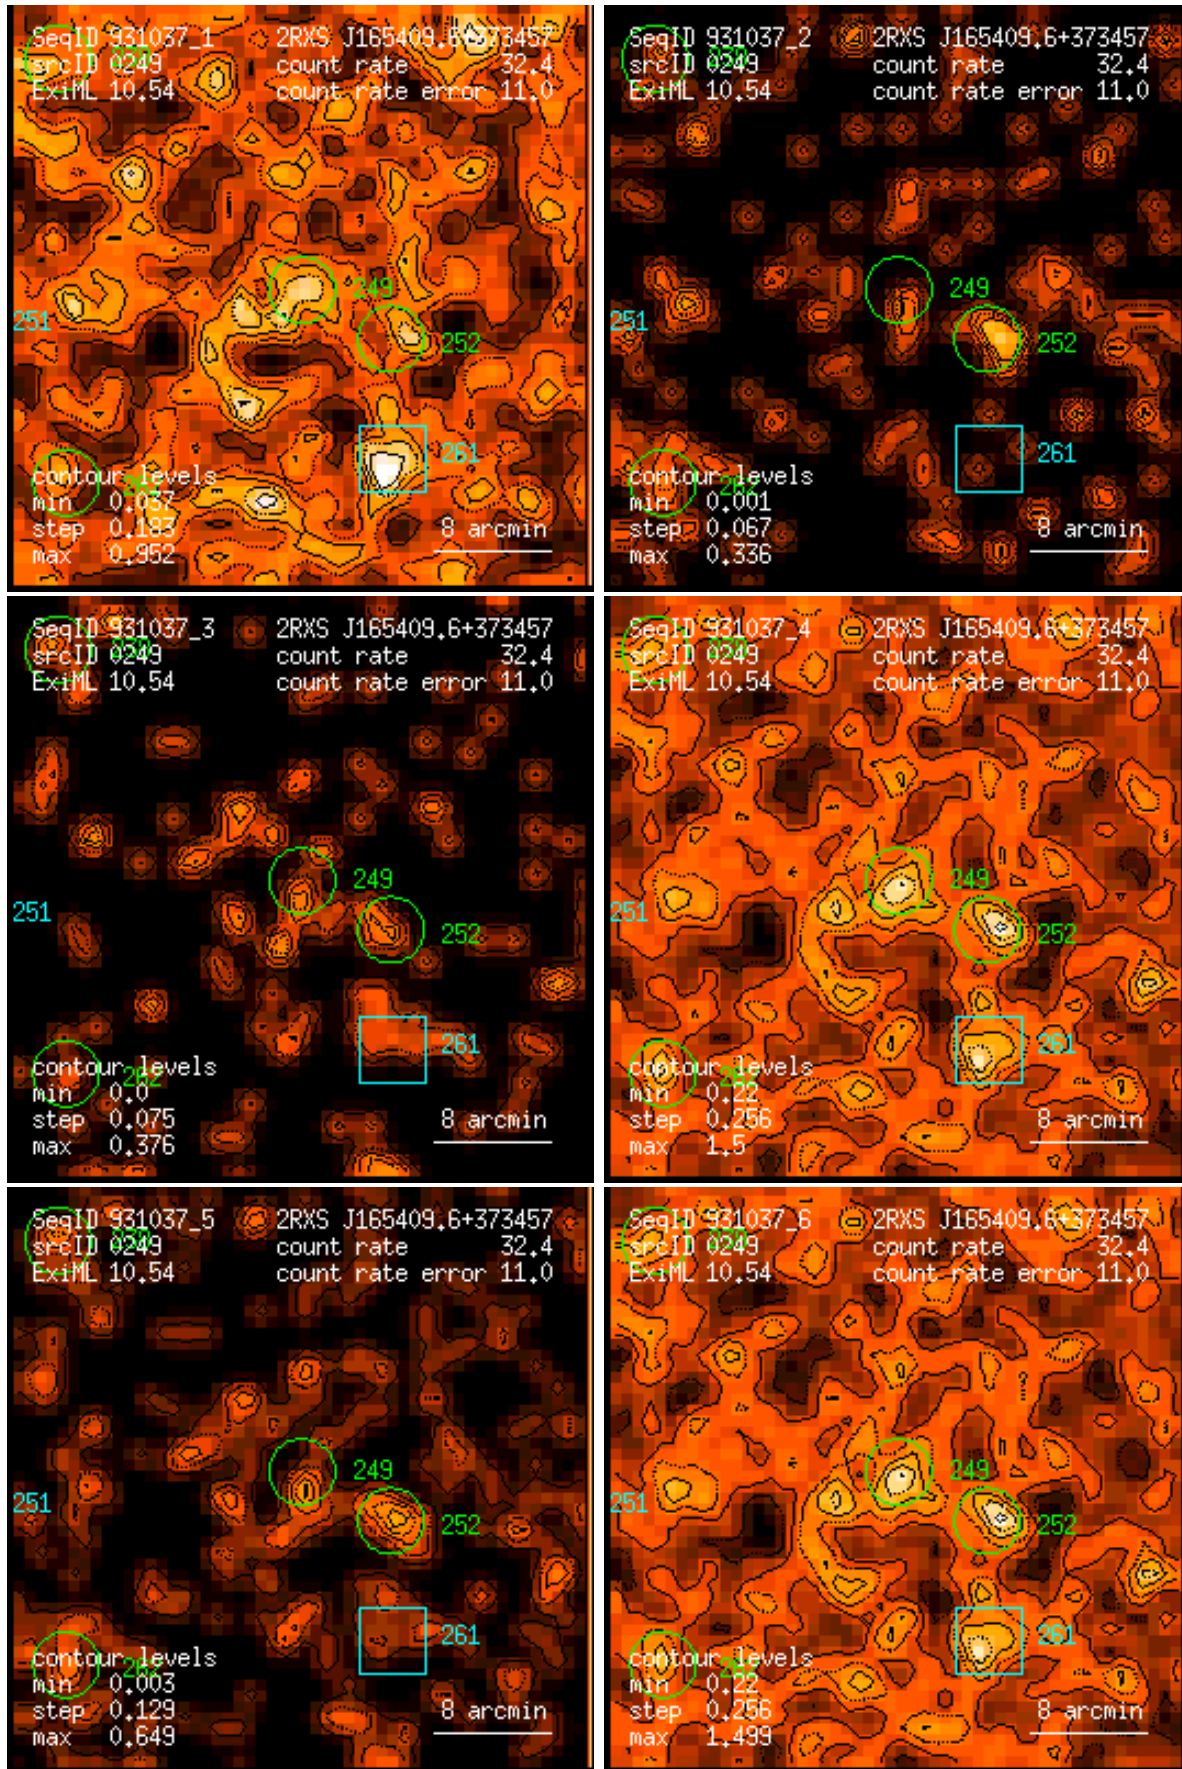 SeqID 931037_1 2RXS J165409.6+373457
srcID 0249 count rate 32.4
ExiML 10.54 count rate error 11.0
249
251
252
261
contour levels
min 0.037
step 0.183
max 0.952
8 arcmin
SeqID 931037_2 2RXS J165409.6+373457
srcID 0249 count rate 32.4
ExiML 10.54 count rate error 11.0
249
251
252
261
contour levels
min 0.001
step 0.067
max 0.336
8 arcmin
SeqID 931037_3 2RXS J165409.6+373457
srcID 0249 count rate 32.4
ExiML 10.54 count rate error 11.0
249
251
252
261
contour levels
262
min 0.0
step 0.075
max 0.376
8 arcmin
SeqID 931037_4 2RXS J165409.6+373457
srcID 0249 count rate 32.4
ExiML 10.54 count rate error 11.0
249
251
252
261
contour levels
min 0.22
step 0.256
max 1.5
8 arcmin
SeqID 931037_5 2RXS J165409.6+373457
srcID 0249 count rate 32.4
ExiML 10.54 count rate error 11.0
249
251
252
261
contour levels
min 0.003
step 0.129
max 0.649
8 arcmin
SeqID 931037_6 2RXS J165409.6+373457
srcID 0249 count rate 32.4
ExiML 10.54 count rate error 11.0
249
251
252
261
contour levels
min 0.22
step 0.256
max 1.499
8 arcmin